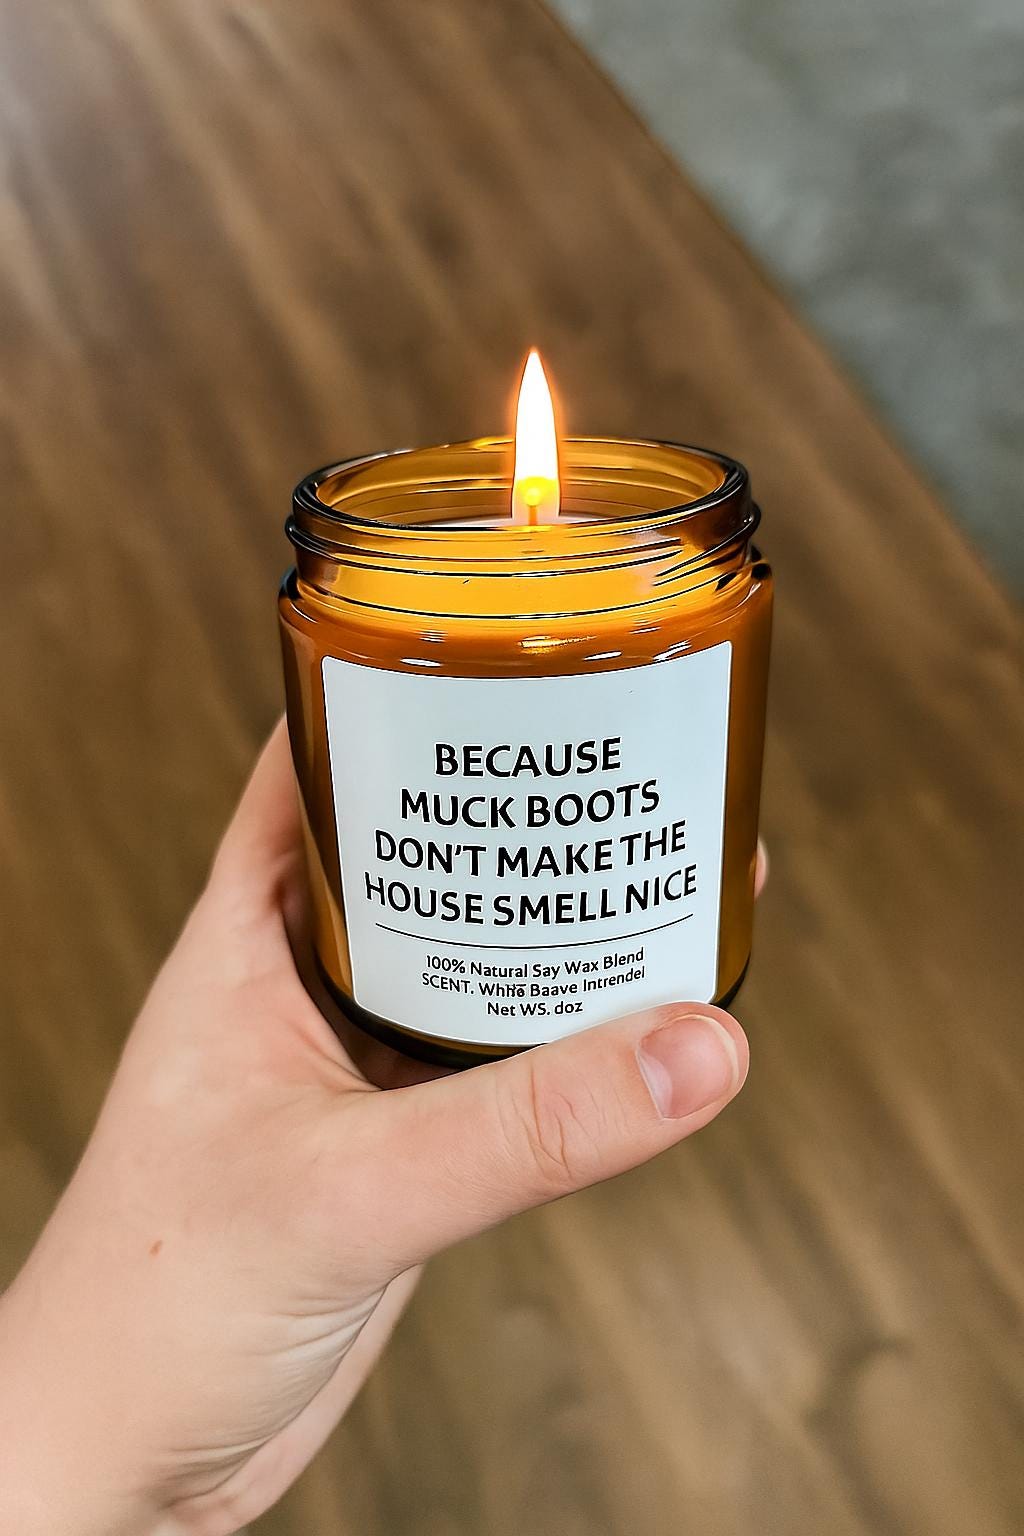 BECAUSE
MUCK BOOTS
DON'T MAKE THE
HOUSE SMELL NICE
100% Natural Say Wax Blend
SCENT. Baave Intrendel
Net WS. doz